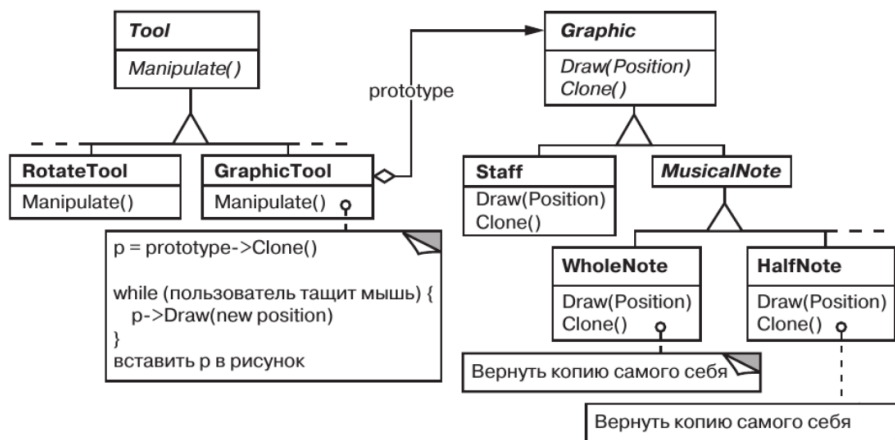 Tool
Manipulate()
prototype
Graphic
Draw(Position)
Clone()
RotateTool
Manipulate()
GraphicTool
Manipulate()
Staff
Draw(Position)
Clone()
MusicalNote
p = prototype->Clone()
while (пользователь тащит мышь) {
p->Draw(new position)
}
вставить p в рисунок
WholeNote
Draw(Position)
Clone()
HalfNote
Draw(Position)
Clone()
Вернуть копию самого себя
Вернуть копию самого себя